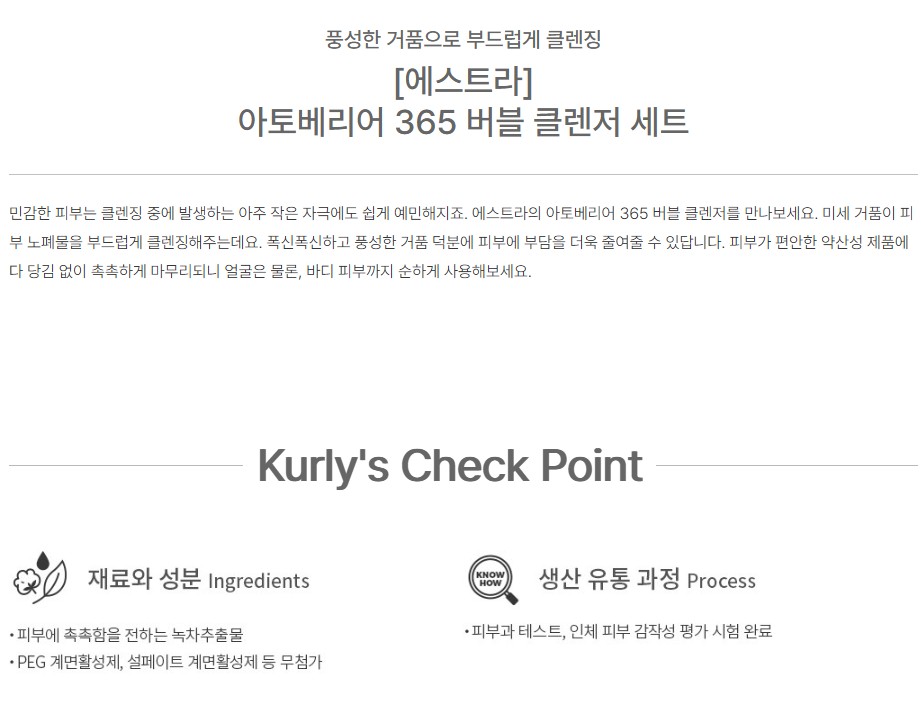 풍성한 거품으로 부드럽게 클렌징
[에스트라]
아토베리어 365 버블 클렌저 세트
민감한 피부는 클렌징 중에 발생하는 아주 작은 자극에도 쉽게 예민해지죠. 에스트라의 아토베리어 365 버블 클렌저를 만나보세요. 미세 거품이 피
부 노폐물을 부드럽게 클렌징해주는데요. 폭신폭신하고 풍성한 거품 덕분에 피부에 부담을 더욱 줄여줄 수 있답니다. 피부가 편안한 약산성 제품에
다 당김 없이 촉촉하게 마무리되니 얼굴은 물론, 바디 피부까지 순하게 사용해보세요.
Kurly's Check Point
재료와 성분 Ingredients
• 피부에 촉촉함을 전하는 녹차추출물
• PEG 계면활성제, 설페이트 계면활성제 등 무첨가
KNOW
HOW
생산 유통 과정 Process
• 피부과 테스트, 인체 피부 감작성 평가 시험 완료